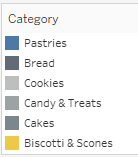 Category
Pastries
Bread
Cookies
Candy & Treats
Cakes
Biscotti & Scones